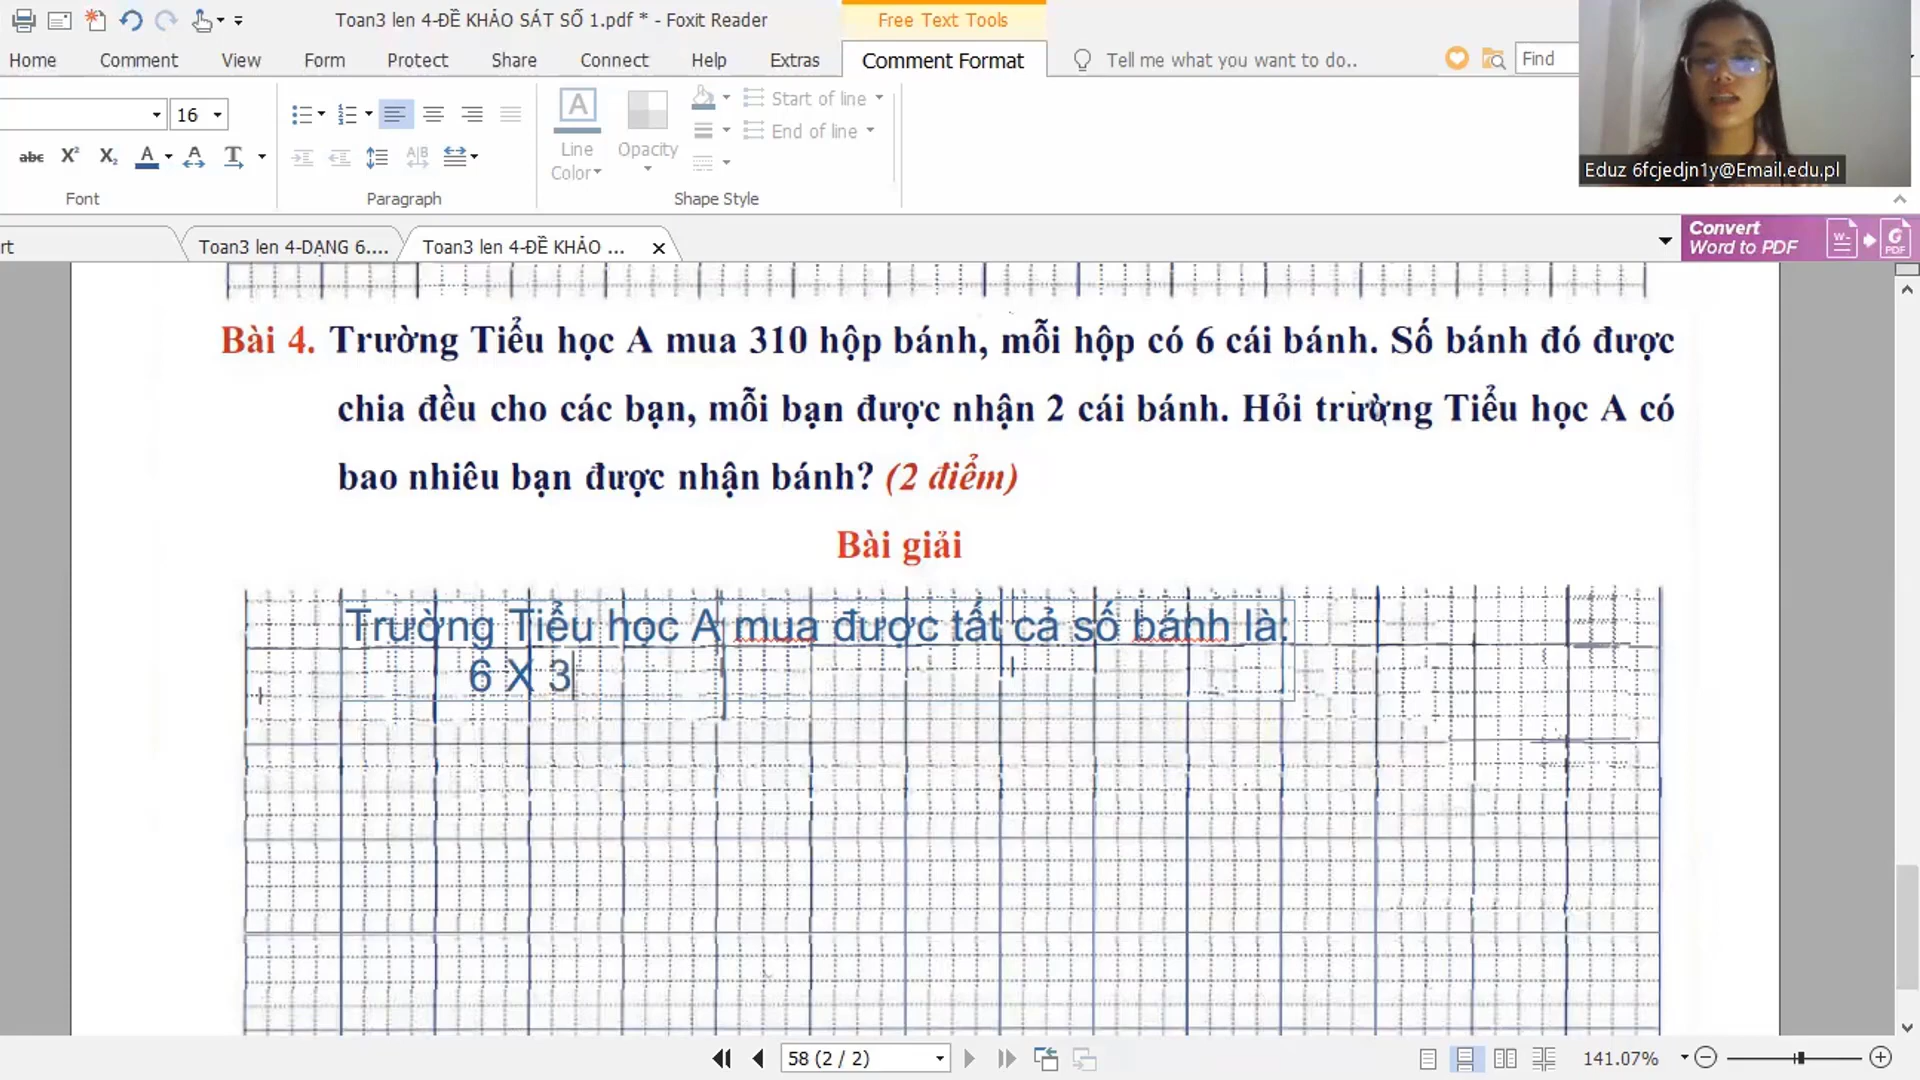 Toan3 len 4-ĐỀ KHẢO SÁT SỐ 1.pdf * - Foxit Reader
Free Text Tools
Home Comment View Form Protect Share Connect Help Extras Comment Format Tell me what you want to do.. Find
16
Start of line
End of line
abc X² X₂ A A T
Line Color
Opacity
Font Paragraph Shape Style
Eduz 6fcjedjn1y@Email.edu.pl
rt Toan3 len 4-DẠNG 6.... Toan3 len 4-ĐỀ KHẢO ...
Convert
Word to PDF
Bài 4. Trường Tiểu học A mua 310 hộp bánh, mỗi hộp có 6 cái bánh. Số bánh đó được
chia đều cho các bạn, mỗi bạn được nhận 2 cái bánh. Hỏi trường Tiểu học A có
bao nhiêu bạn được nhận bánh? (2 điểm)
Bài giải
Trường Tiểu học A mua được tất cả số bánh là:
6 X 3
58 (2 / 2)
141.07%